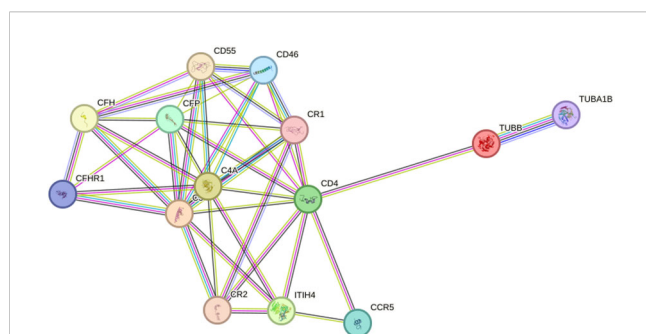 CD55
CD46
TUBA1B
CFH
CFP
CR1
TUBB
C4A
CD4
CFHR1
CR2
ITIH4
CCR5